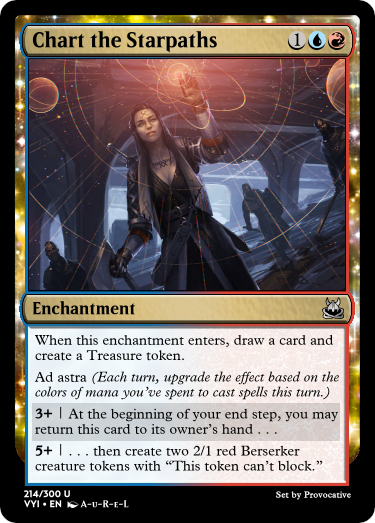 Chart the Starpaths 1
Enchantment
When this enchantment enters, draw a card and
create a Treasure token.
Ad astra (Each turn, upgrade the effect based on the
colors of mana you’ve spent to cast spells this turn.)
3+ | At the beginning of your end step, you may
return this card to its owner’s hand . . .
5+ | . . . then create two 2/1 red Berserker
creature tokens with “This token can’t block.”
214/300 U
VYI • EN A-U-R-E-L Set by Provocative